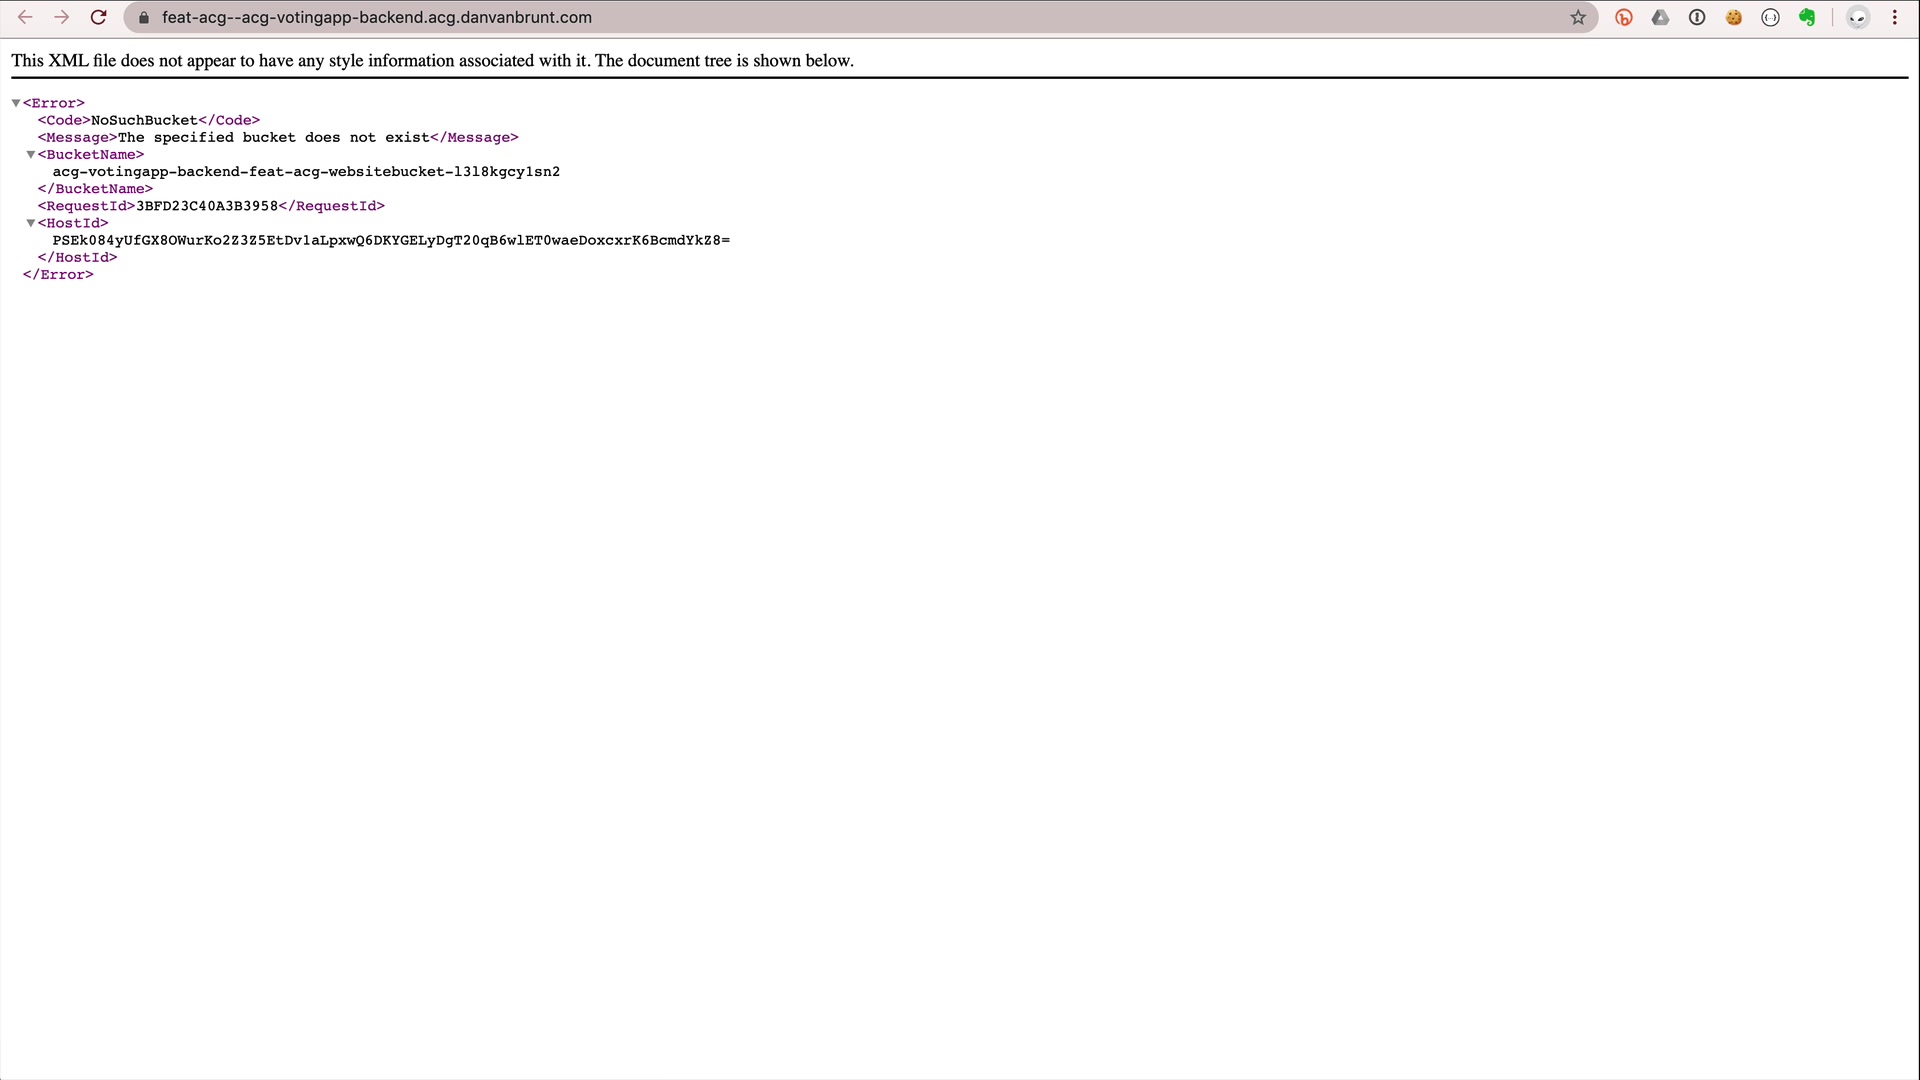 feat-acg--acg-votingapp-backend.acg.danvanbrunt.com
This XML file does not appear to have any style information associated with it. The document tree is shown below.
▼<Error>
<Code>NoSuchBucket</Code>
<Message>The specified bucket does not exist</Message>
▼<BucketName>
acg-votingapp-backend-feat-acg-websitebucket-l3l8kgcy1sn2
</BucketName>
<RequestId>3BFD23C40A3B3958</RequestId>
▼<HostId>
PSEk084yUfGX8OWurKo2Z3Z5EtDv1aLpxwQ6DKYGELyDgT20qB6wlET0waeDoxcxrK6BcmdYkZ8=
</HostId>
</Error>